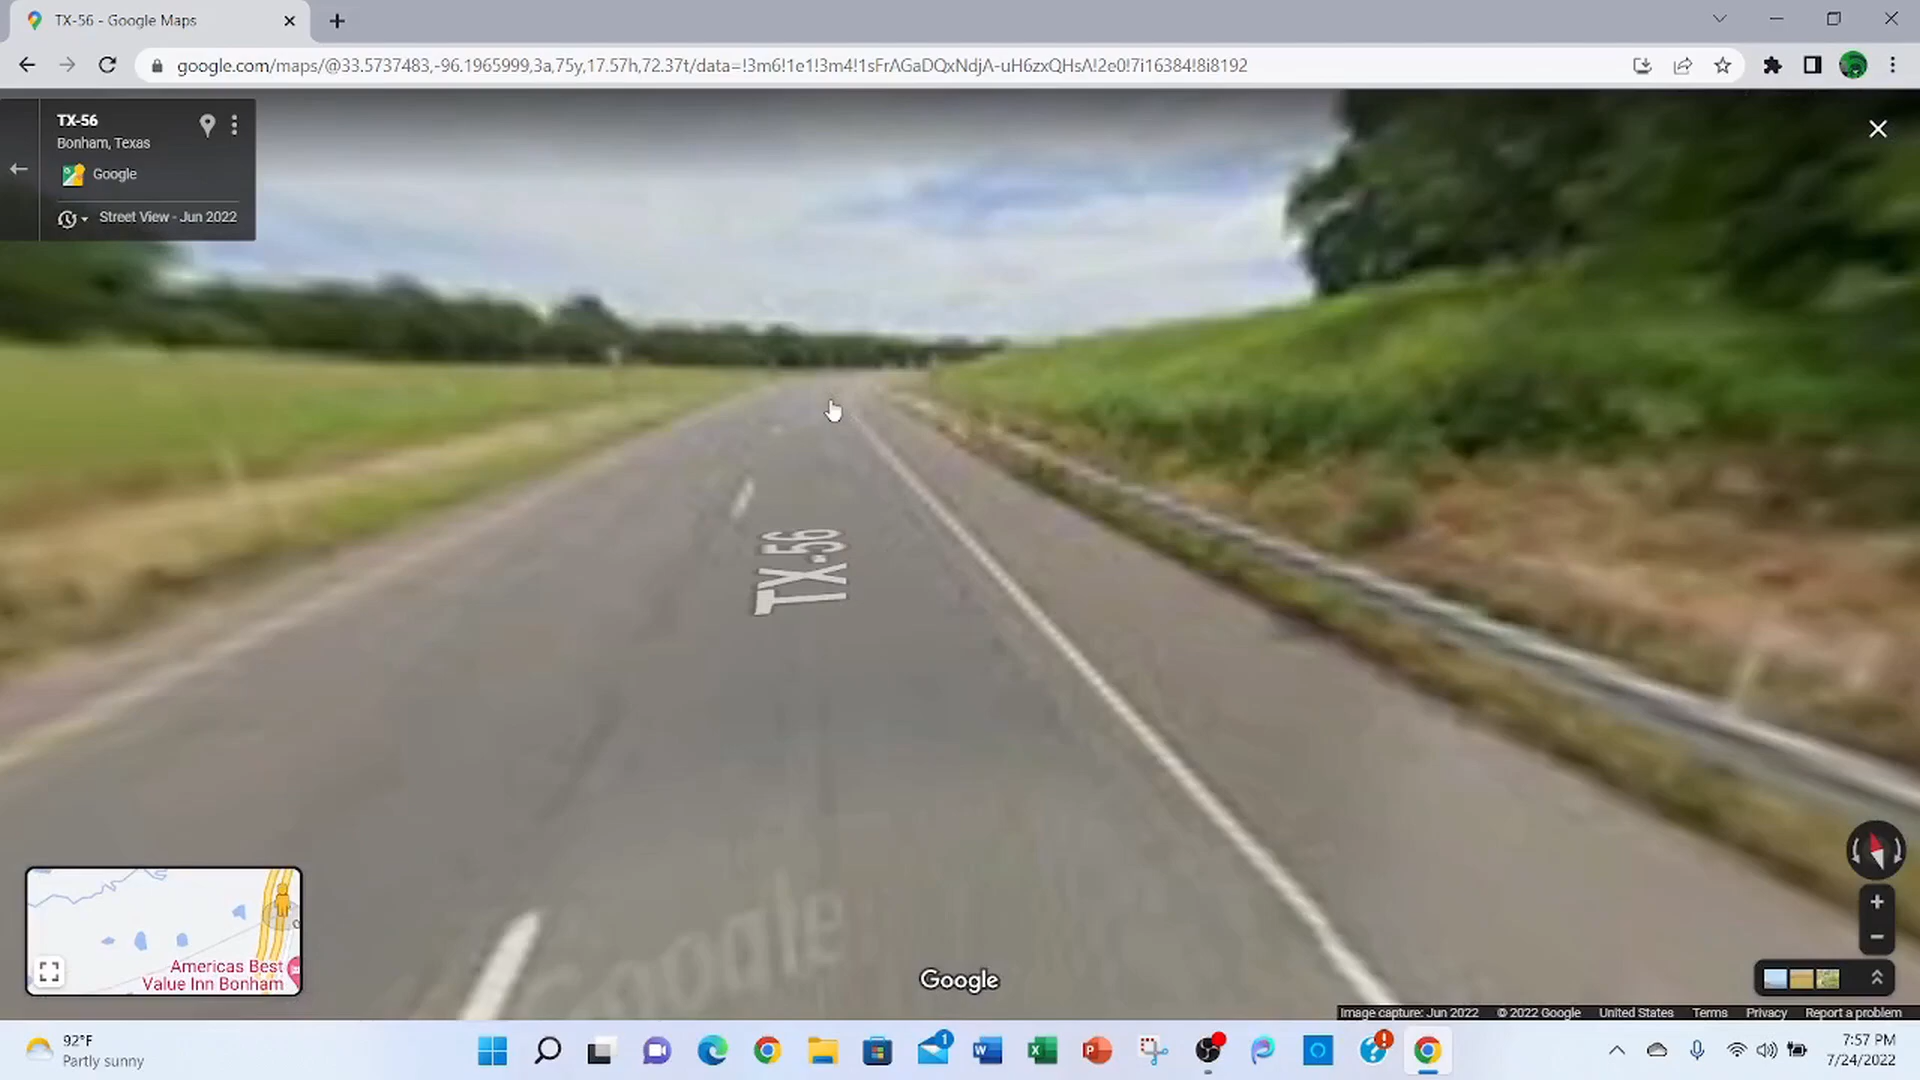 TX-56 - Google Maps
google.com/maps/@33.5737483,-96.1965999,3a,75y,17.57h,72.37t/data=!3m6!1e1!3m4!1sFrAGaDQxNdjA-uH6zxQHsA!2e0!7i16384!8i8192
TX-56
Bonham, Texas
Google
Street View - Jun 2022
TX-56
Google
Americas Best
Value Inn Bonham
Google
Image capture: Jun 2022 © 2022 Google United States Terms Privacy Report a problem
92°F
Partly sunny
1
7:57 PM
7/24/2022